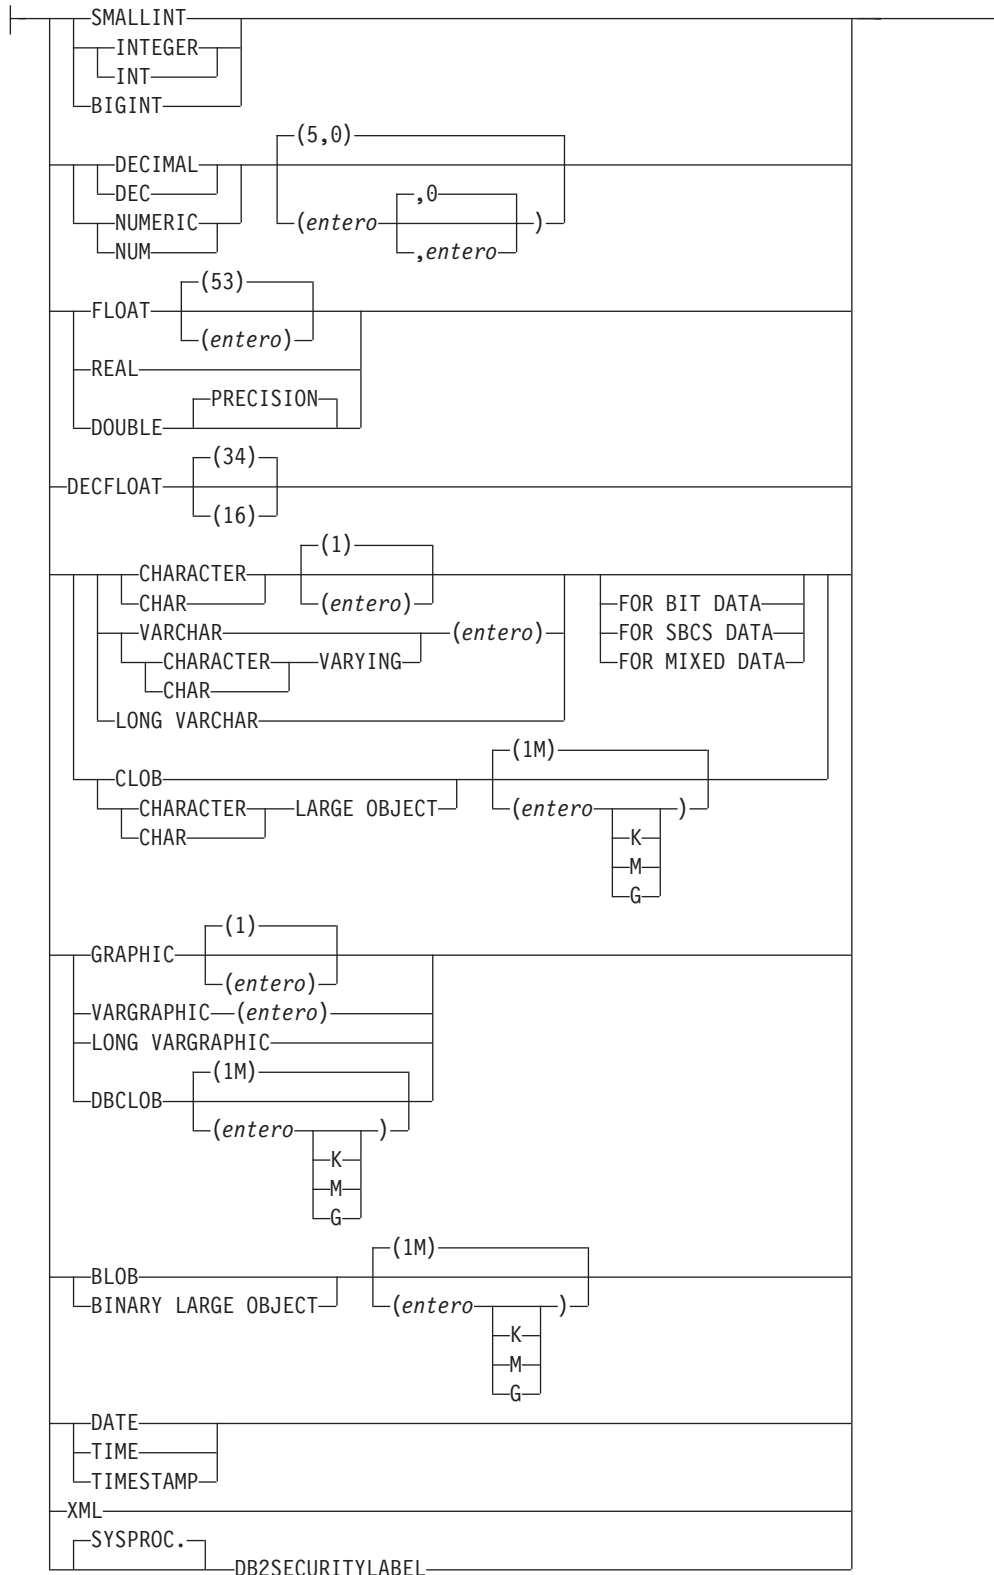 SMALLINT
INTEGER
INT
BIGINT
(5,0)
DECIMAL
DEC
,0
NUMERIC
(entero )
NUM
,entero
(53)
FLOAT
(entero)
REAL
PRECISION
DOUBLE
(34)
DECFLOAT
(16)
(1)
CHARACTER
CHAR
(entero)
FOR BIT DATA
VARCHAR
(entero)
FOR SBCS DATA
CHARACTER
VARYING
FOR MIXED DATA
CHAR
LONG VARCHAR
(1M)
CLOB
CHARACTER
LARGE OBJECT
(entero )
CHAR
K
M
G
(1)
GRAPHIC
(entero)
VARGRAPHIC (entero)
LONG VARGRAPHIC
(1M)
DBCLOB
(entero )
K
M
G
(1M)
BLOB
BINARY LARGE OBJECT
(entero )
K
M
G
DATE
TIME
TIMESTAMP
XML
SYSPROC.
DB2SECURITYLABEL